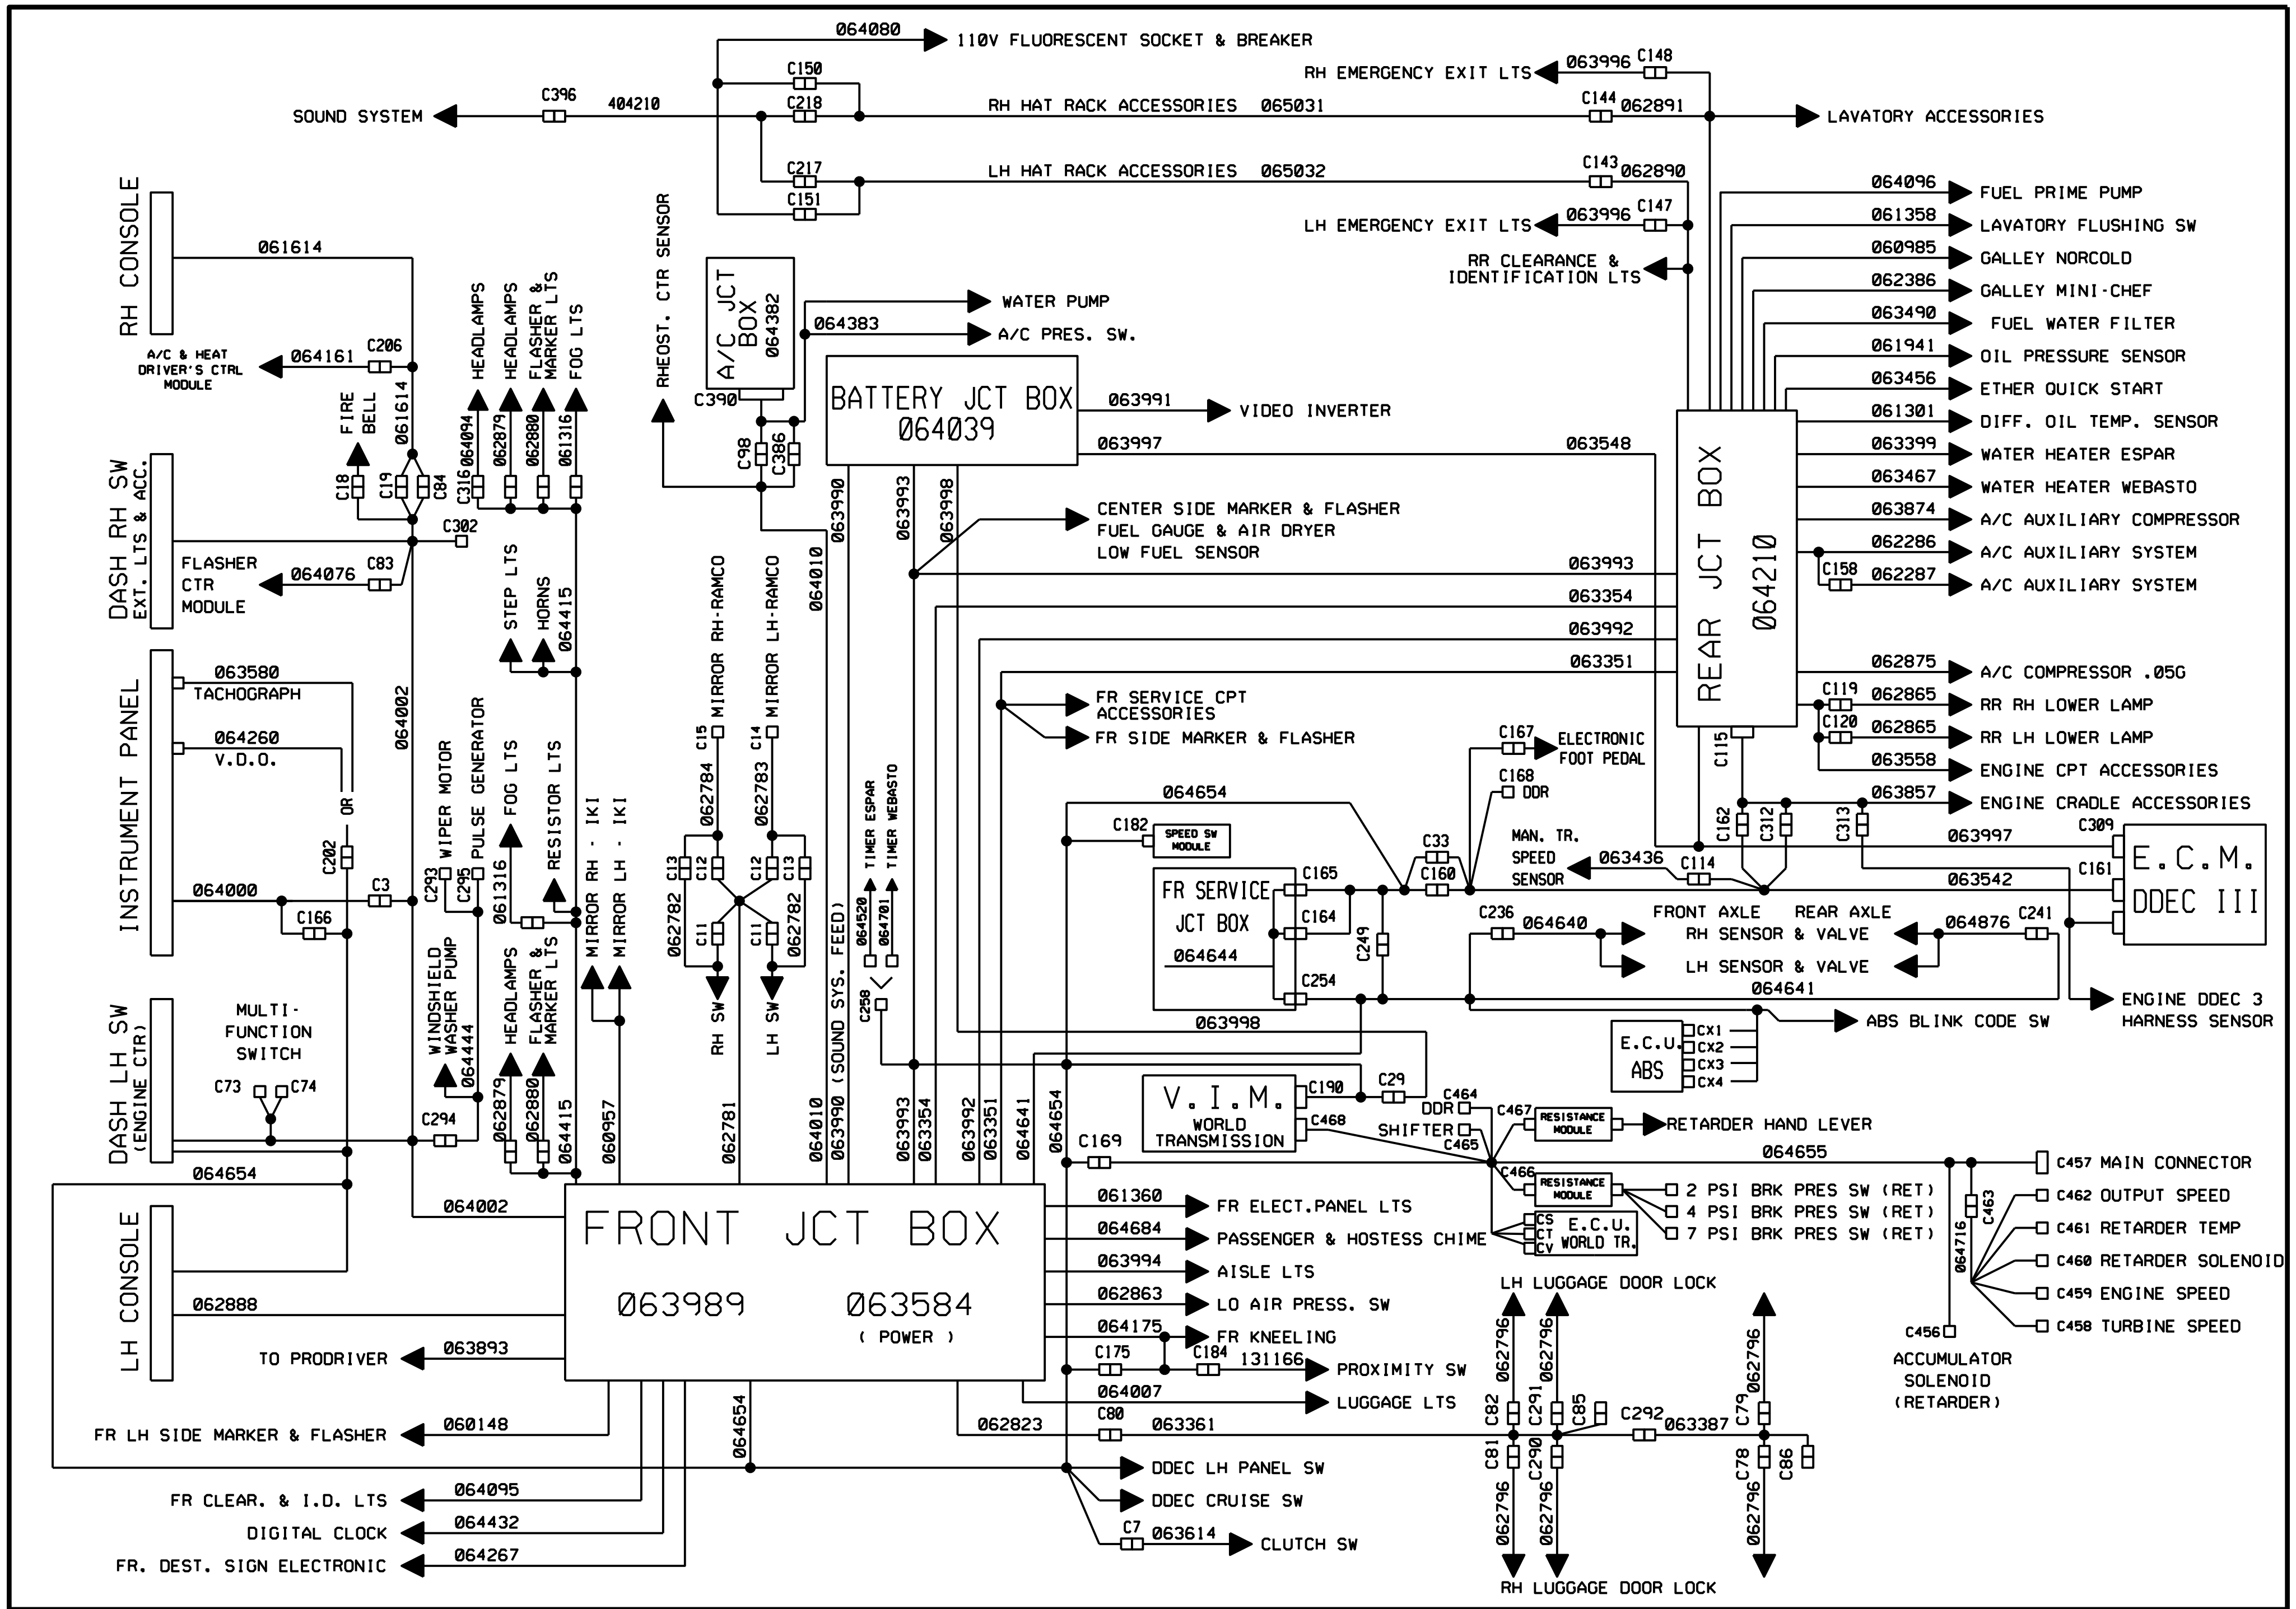 064080
110V FLUORESCENT SOCKET & BREAKER
C150
RH EMERGENCY EXIT LTS
063996
C148
SOUND SYSTEM
C396
404210
C218
RH HAT RACK ACCESSORIES 065031
C144
062891
LAVATORY ACCESSORIES
C217
LH HAT RACK ACCESSORIES 065032
C143
062890
C151
LH EMERGENCY EXIT LTS
063996
C147
RR CLEARANCE &
IDENTIFICATION LTS
064096
FUEL PRIME PUMP
061358
LAVATORY FLUSHING SW
060985
GALLEY NORCOLD
062386
GALLEY MINI-CHEF
063490
FUEL WATER FILTER
061941
OIL PRESSURE SENSOR
063456
ETHER QUICK START
061301
DIFF. OIL TEMP. SENSOR
063399
WATER HEATER ESPAR
063467
WATER HEATER WEBASTO
063874
A/C AUXILIARY COMPRESSOR
062286
A/C AUXILIARY SYSTEM
C158
062287
A/C AUXILIARY SYSTEM
062875
A/C COMPRESSOR .05G
C119
062865
RR RH LOWER LAMP
C120
062865
RR LH LOWER LAMP
063558
ENGINE CPT ACCESSORIES
063857
ENGINE CRADLE ACCESSORIES
REAR JCT BOX
064210
C115
C162
C312
C313
RH CONSOLE
061614
A/C & HEAT
DRIVER'S CTRL
MODULE
064161
C206
061614
FIRE
BELL
C18
C19
C84
DASH RH SW
EXT. LTS & ACC.
C302
FLASHER
CTR
MODULE
064076
C83
HEADLAMPS
HEADLAMPS
FLASHER &
MARKER LTS
FOG LTS
C316
064094
062879
062880
061316
STEP LTS
HORNS
064415
INSTRUMENT PANEL
063580
TACHOGRAPH
064260
V.D.O.
OR
C202
064000
C3
C166
064002
C293
WIPER MOTOR
C295
PULSE GENERATOR
FOG LTS
061316
RESISTOR LTS
MIRROR RH - IKI
MIRROR LH - IKI
WINDSHIELD
WASHER PUMP
064444
HEADLAMPS
FLASHER &
MARKER LTS
062879
062880
064415
060957
DASH LH SW
(ENGINE CTR)
MULTI-
FUNCTION
SWITCH
C73
C74
C294
064654
LH CONSOLE
064002
062888
TO PRODRIVER
063893
FR LH SIDE MARKER & FLASHER
060148
FR CLEAR. & I.D. LTS
064095
DIGITAL CLOCK
064432
FR. DEST. SIGN ELECTRONIC
064267
064654
FRONT JCT BOX
063989
063584
( POWER )
RHEOST. CTR SENSOR
A/C JCT
BOX
064382
C390
WATER PUMP
064383
A/C PRES. SW.
C98
C386
BATTERY JCT BOX
064039
063991
VIDEO INVERTER
063997
063548
063990
063993
063998
064010
CENTER SIDE MARKER & FLASHER
FUEL GAUGE & AIR DRYER
LOW FUEL SENSOR
063993
063354
063992
063351
FR SERVICE CPT
ACCESSORIES
FR SIDE MARKER & FLASHER
MIRROR RH-RAMCO
MIRROR LH-RAMCO
C15
C14
062784
062783
C13
C12
C12
C13
062782
062782
C11
C11
RH SW
LH SW
062781
064010
063990 (SOUND SYS. FEED)
TIMER ESPAR
TIMER WEBASTO
064520
064701
C258
063993
063354
063992
063351
064641
064654
064654
C182
SPEED SW
MODULE
FR SERVICE
JCT BOX
064644
C165
C164
C254
C249
C33
C160
C167
ELECTRONIC
FOOT PEDAL
C168
DDR
MAN. TR.
SPEED
SENSOR
063436
C114
063997
C309
C161
063542
E.C.M.
DDEC III
C236
064640
FRONT AXLE
REAR AXLE
RH SENSOR & VALVE
LH SENSOR & VALVE
064876
C241
064641
ENGINE DDEC 3
HARNESS SENSOR
ABS BLINK CODE SW
E.C.U.
ABS
CX1
CX2
CX3
CX4
063998
V.I.M.
WORLD
TRANSMISSION
C190
C29
C468
C464
DDR
SHIFTER
C465
C467
RESISTANCE
MODULE
RETARDER HAND LEVER
C169
C466
RESISTANCE
MODULE
2 PSI BRK PRES SW (RET)
4 PSI BRK PRES SW (RET)
7 PSI BRK PRES SW (RET)
CS
CT
CV
E.C.U.
WORLD TR.
064655
C457 MAIN CONNECTOR
C463
C462 OUTPUT SPEED
C461 RETARDER TEMP
064716
C460 RETARDER SOLENOID
C459 ENGINE SPEED
C458 TURBINE SPEED
C456
ACCUMULATOR
SOLENOID
(RETARDER)
061360
FR ELECT.PANEL LTS
064684
PASSENGER & HOSTESS CHIME
063994
AISLE LTS
062863
LO AIR PRESS. SW
064175
FR KNEELING
C175
C184
131166
PROXIMITY SW
064007
LUGGAGE LTS
062823
C80
063361
DDEC LH PANEL SW
DDEC CRUISE SW
C7
063614
CLUTCH SW
LH LUGGAGE DOOR LOCK
062796
062796
062796
C82
C291
C85
C292
063387
C79
C81
C290
C78
C86
062796
062796
062796
RH LUGGAGE DOOR LOCK